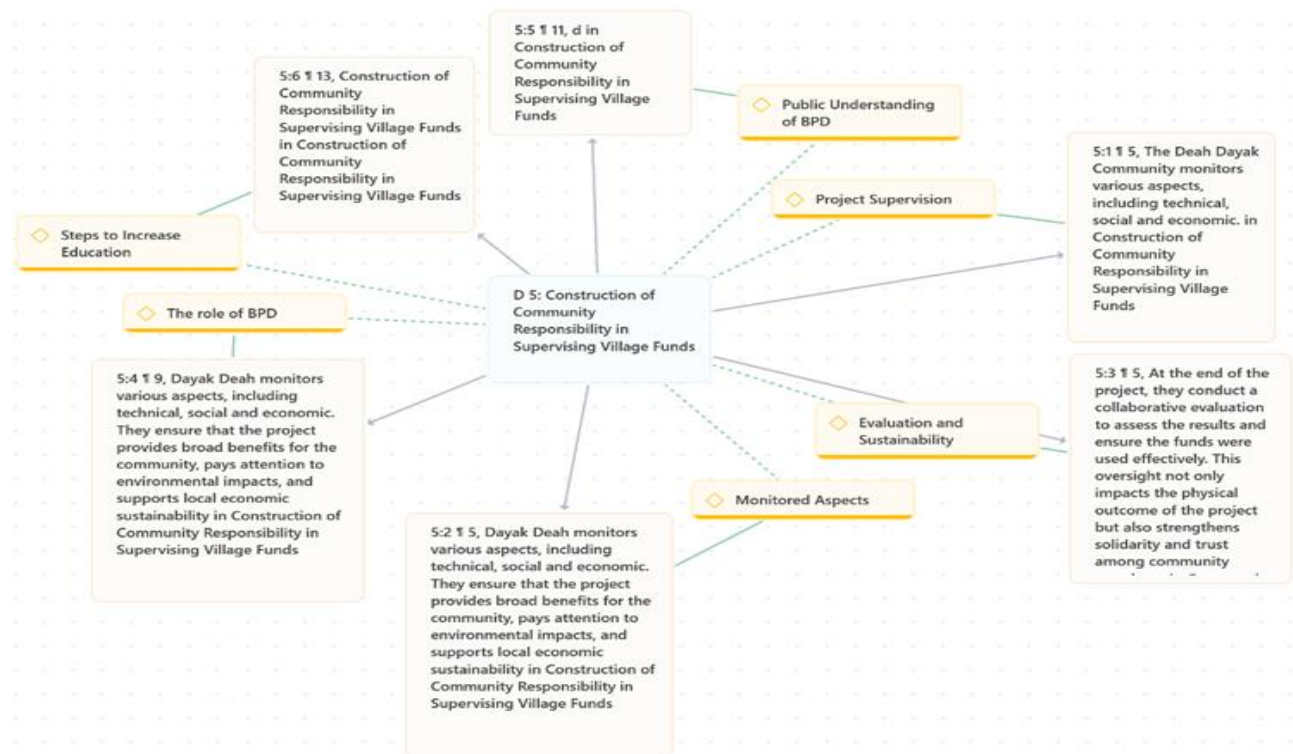 5:5 ¶ 11, d in
Construction of
Community
Responsibility in
Supervising Village
Funds
5:6 ¶ 13, Construction of
Community
Responsibility in
Supervising Village Funds
in Construction of
Community
Responsibility in
Supervising Village Funds
Public Understanding
of BPD
5:1 ¶ 5, The Deah Dayak
Community monitors
various aspects,
including technical,
social and economic. in
Construction of
Community
Responsibility in
Supervising Village
Funds
Project Supervision
Steps to Increase
Education
D 5: Construction of
Community
Responsibility in
Supervising Village Funds
The role of BPD
5:4 ¶ 9, Dayak Deah monitors
various aspects, including
technical, social and economic.
They ensure that the project
provides broad benefits for the
community, pays attention to
environmental impacts, and
supports local economic
sustainability in Construction of
Community Responsibility in
Supervising Village Funds
5:3 ¶ 5, At the end of the
project, they conduct a
collaborative evaluation
to assess the results and
ensure the funds were
used effectively. This
oversight not only
impacts the physical
outcome of the project
but also strengthens
solidarity and trust
among community
Evaluation and
Sustainability
Monitored Aspects
5:2 ¶ 5, Dayak Deah monitors
various aspects, including
technical, social and economic.
They ensure that the project
provides broad benefits for the
community, pays attention to
environmental impacts, and
supports local economic
sustainability in Construction of
Community Responsibility in
Supervising Village Funds